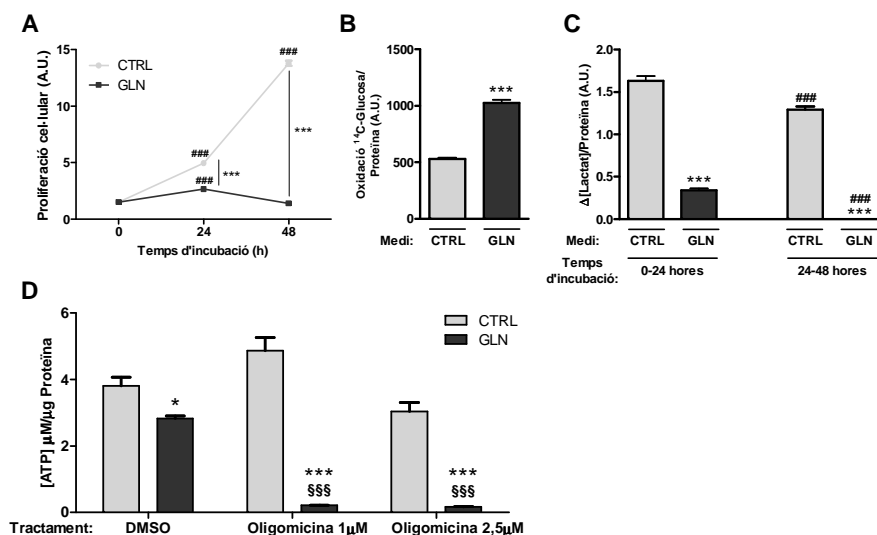 A
CTRL
GLN
Proliferació cel·lular (A.U.)
15
10
5
0
###
###
###
***
***
0
24
48
Temps d'incubació (h)
B
Oxidació ¹⁴C-Glucosa/
Proteïna (A.U.)
1500
1000
500
0
***
Medi: CTRL GLN
C
Δ[Lactat]/Proteïna (A.U.)
2.0
1.5
1.0
0.5
0.0
***
###
###
***
Medi: CTRL GLN CTRL GLN
Temps
d'incubació: 0-24 hores 24-48 hores
D
CTRL
GLN
[ATP] µM/µg Proteïna
6
4
2
0
*
***
§§§
***
§§§
Tractament: DMSO Oligomicina 1µM Oligomicina 2,5µM